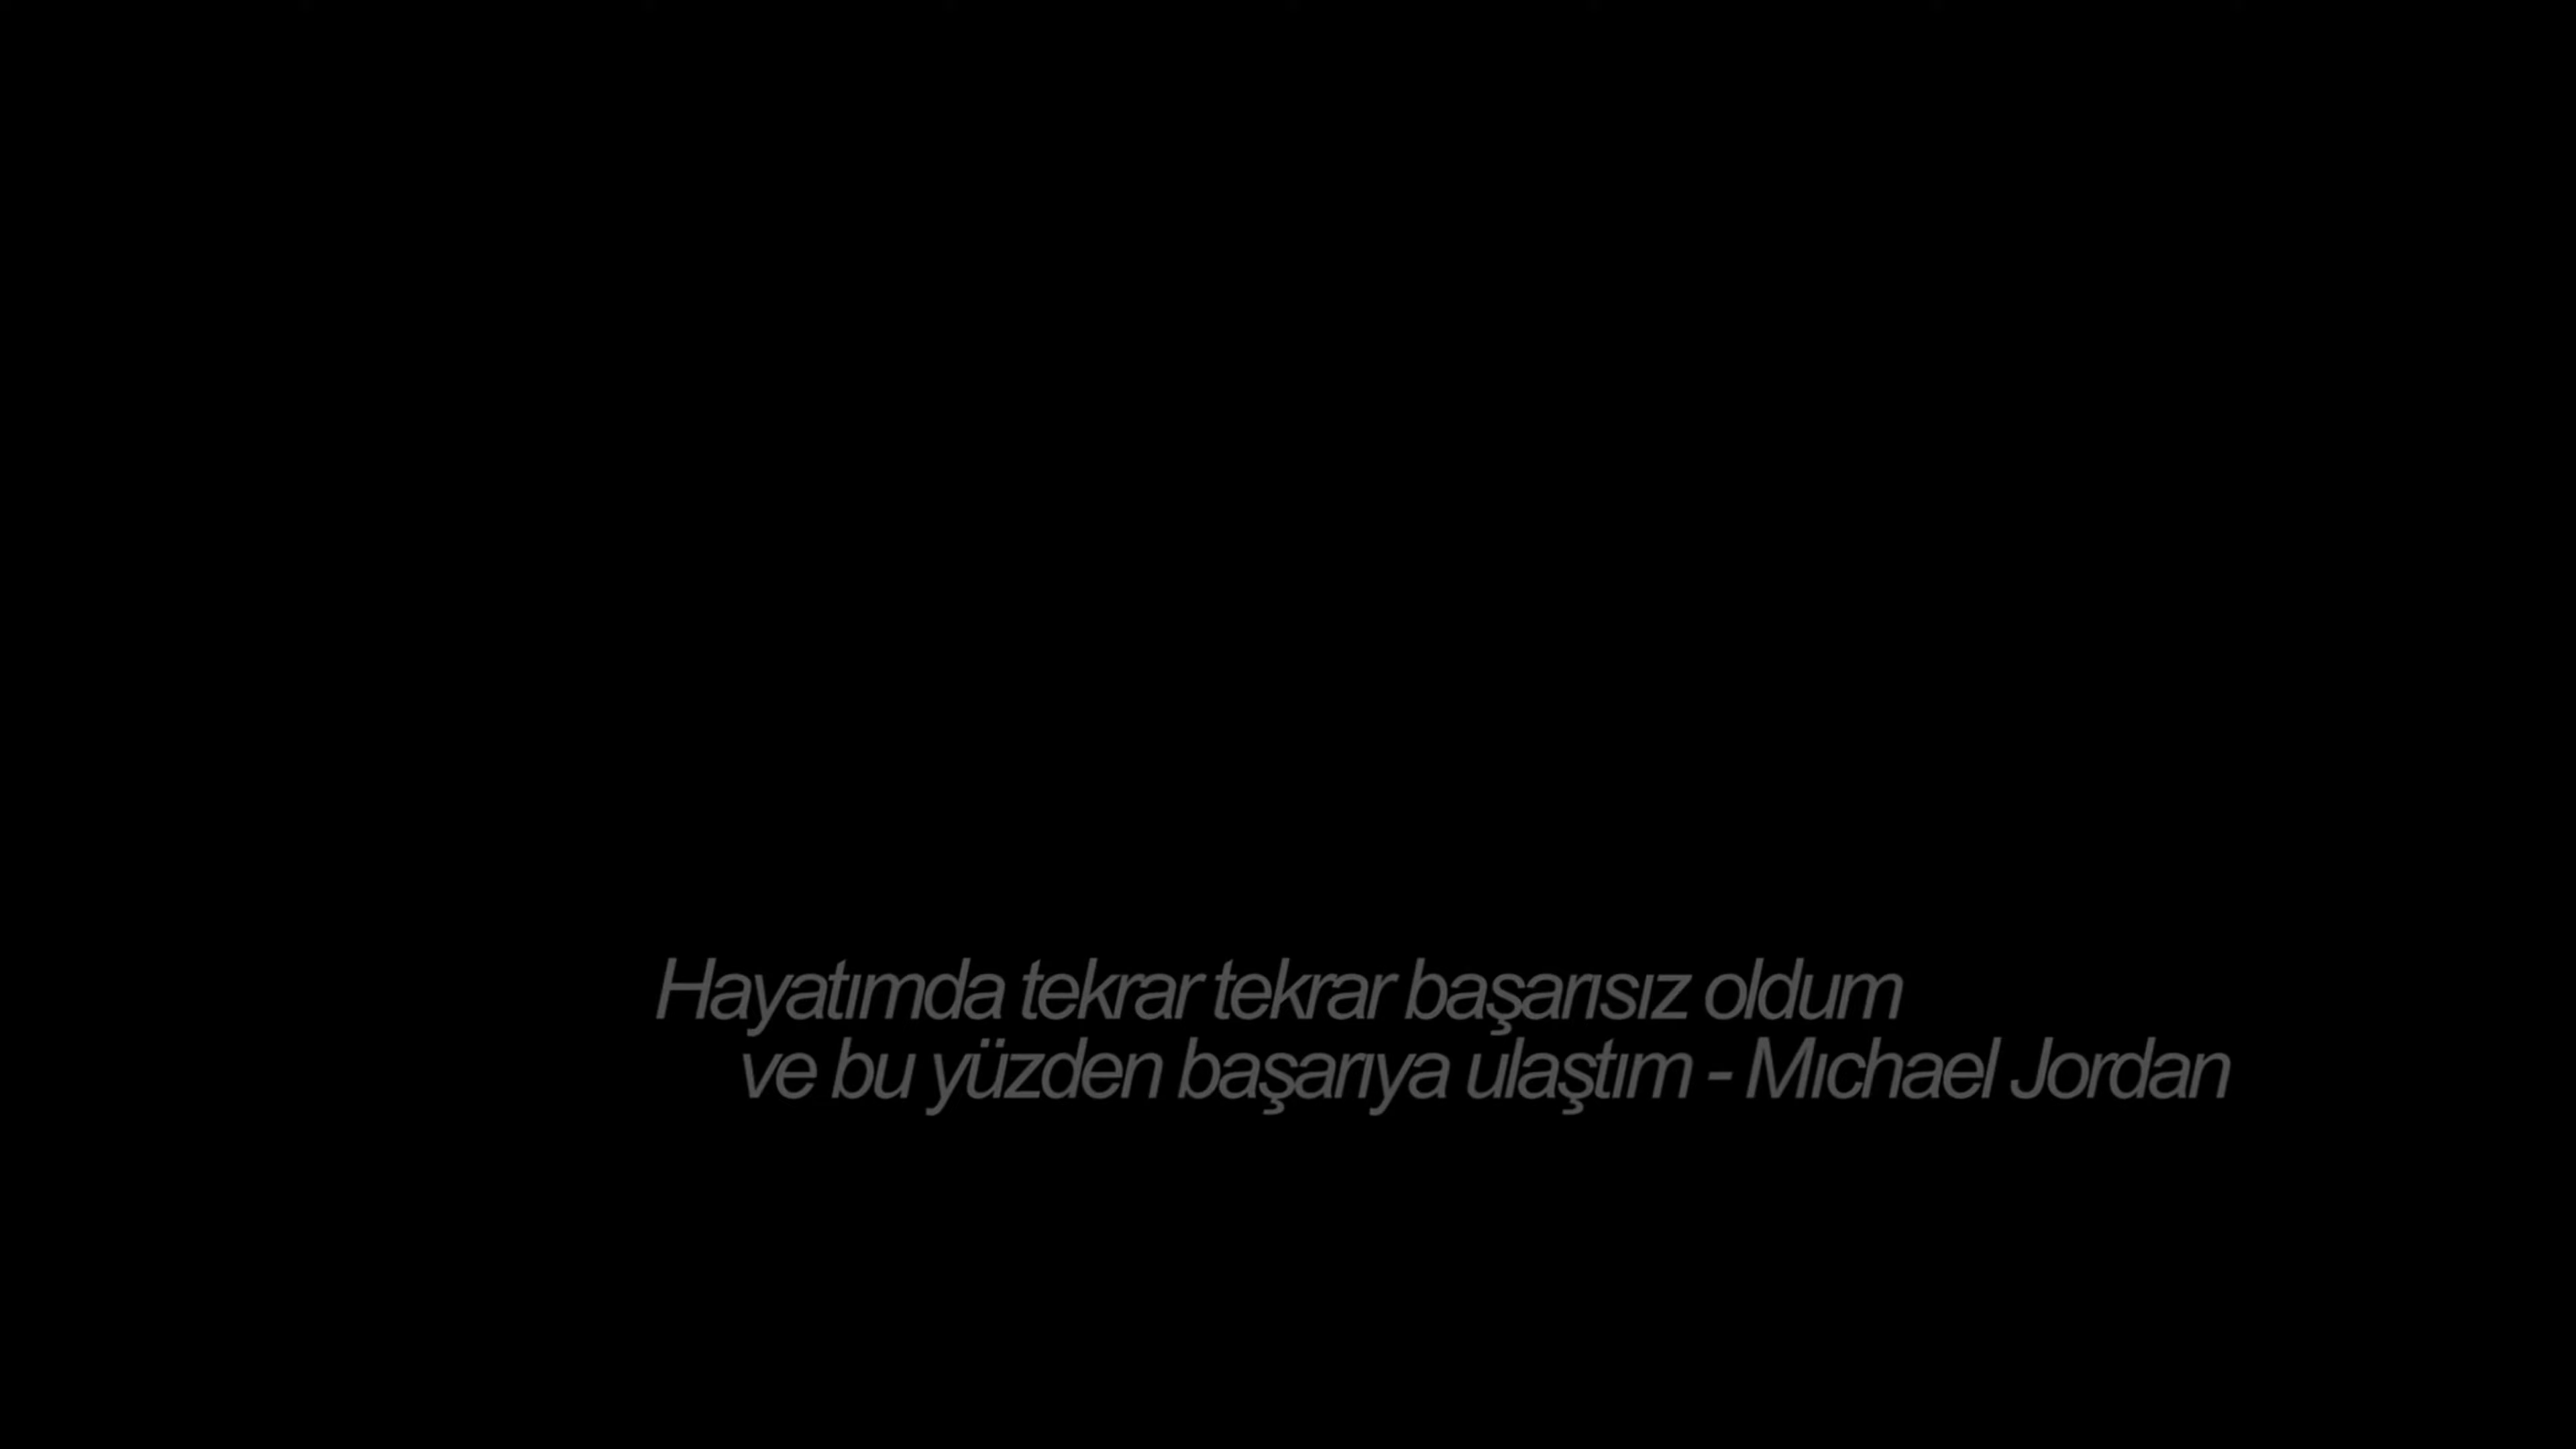 Hayatımda tekrar tekrar başarısız oldum
ve bu yüzden başarıya ulaştım - Mıchael Jordan